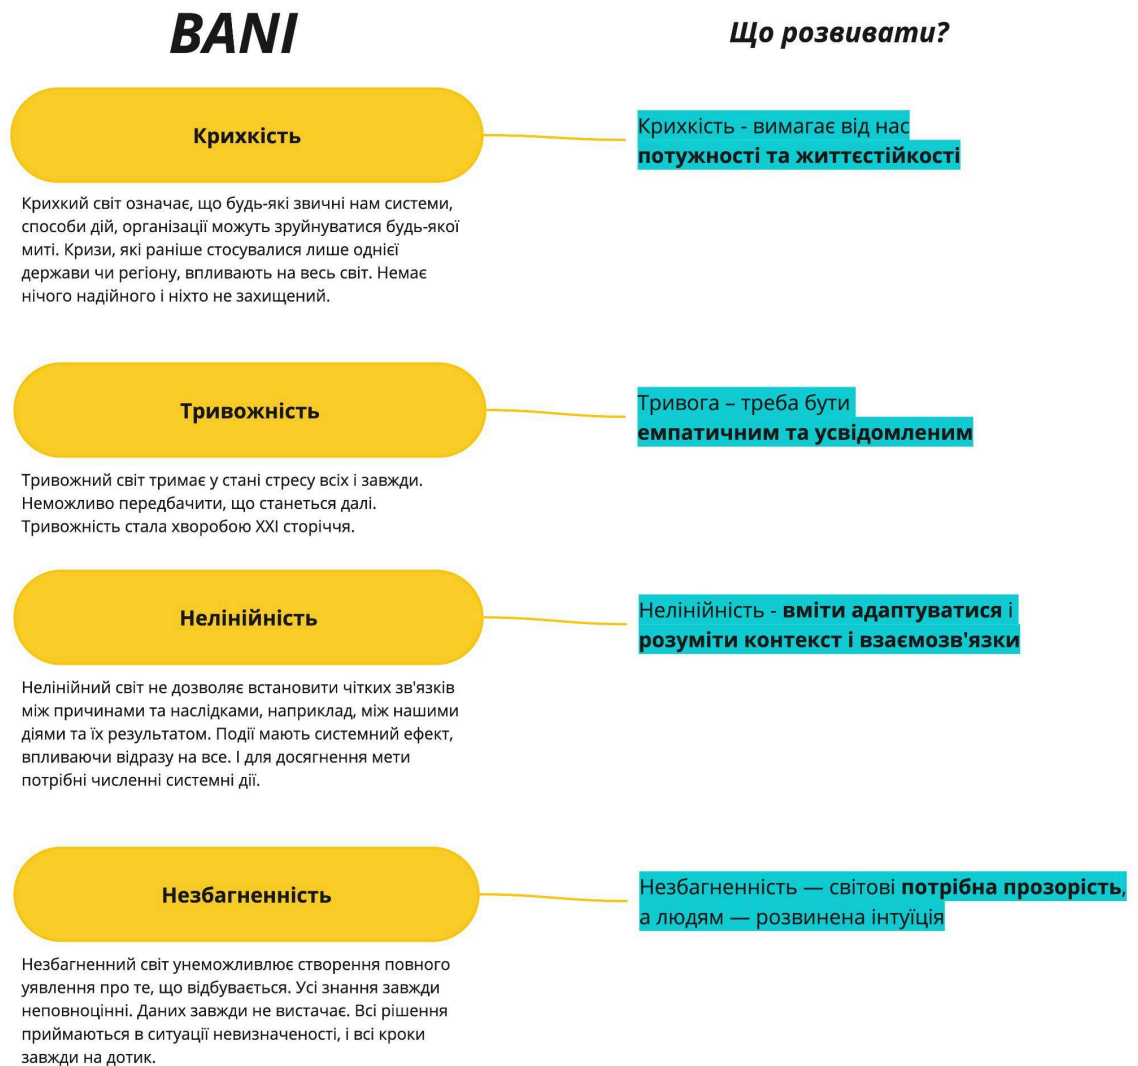 BANI
Що розвивати?
Крихкість
Крихкість - вимагає від нас
потужності та життєстійкості
Крихкий світ означає, що будь-які звичні нам системи,
способи дій, організації можуть зруйнуватися будь-якої
миті. Кризи, які раніше стосувалися лише однієї
держави чи регіону, впливають на весь світ. Немає
нічого надійного і ніхто не захищений.
Тривожність
Тривога – треба бути
емпатичним та усвідомленим
Тривожний світ тримає у стані стресу всіх і завжди.
Неможливо передбачити, що станеться далі.
Тривожність стала хворобою XXI сторіччя.
Нелінійність
Нелінійність - вміти адаптуватися і
розуміти контекст і взаємозв'язки
Нелінійний світ не дозволяє встановити чітких зв'язків
між причинами та наслідками, наприклад, між нашими
діями та їх результатом. Події мають системний ефект,
впливаючи відразу на все. І для досягнення мети
потрібні численні системні дії.
Незбагненність
Незбагненність — світові потрібна прозорість,
а людям — розвинена інтуїція
Незбагненний світ унеможливлює створення повного
уявлення про те, що відбувається. Усі знання завжди
неповноцінні. Даних завжди не вистачає. Всі рішення
приймаються в ситуації невизначеності, і всі кроки
завжди на дотик.